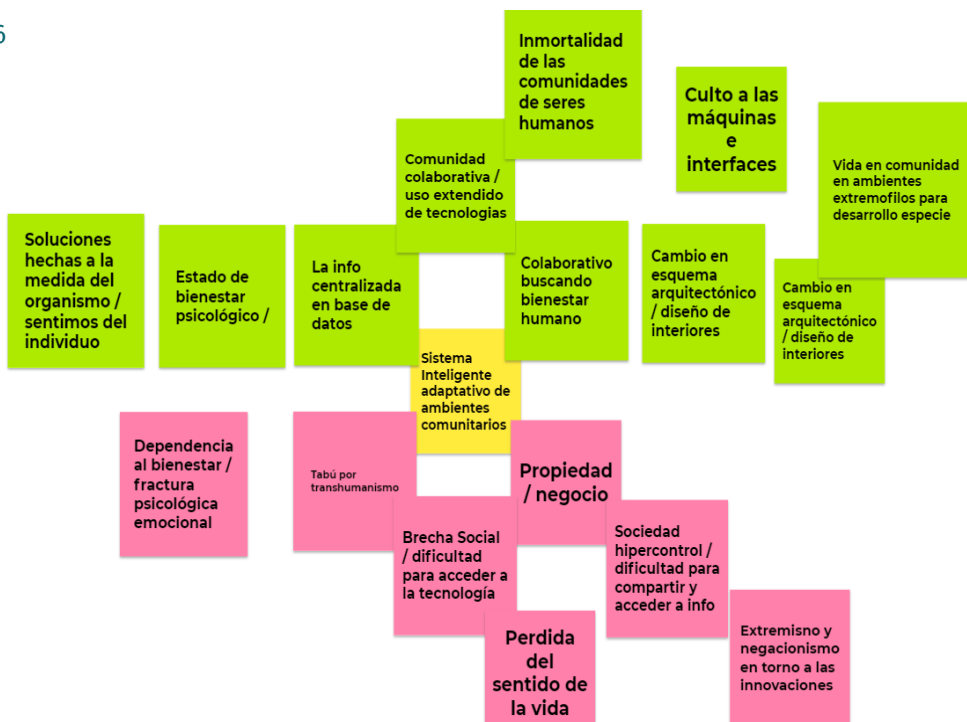 6
Inmortalidad
de las
comunidades
de seres
humanos
Culto a las
máquinas
e
interfaces
Comunidad
colaborativa /
uso extendido
de tecnologias
Vida en comunidad
en ambientes
extremofilos para
desarrollo especie
Soluciones
hechas a la
medida del
organismo /
sentimos del
individuo
Estado de
bienestar
psicológico /
La info
centralizada
en base de
datos
Colaborativo
buscando
bienestar
humano
Cambio en
esquema
arquitectónico
/ diseño de
interiores
Cambio en
esquema
arquitectónico
/ diseño de
interiores
Sistema
Inteligente
adaptativo de
ambientes
comunitarios
Dependencia
al bienestar /
fractura
psicológica
emocional
Tabú por
transhumanismo
Propiedad
/ negocio
Brecha Social
/ dificultad
para acceder a
la tecnología
Sociedad
hipercontrol /
dificultad para
compartir y
acceder a info
Perdida
del
sentido de
la vida
Extremisno y
negacionismo
en torno a las
innovaciones